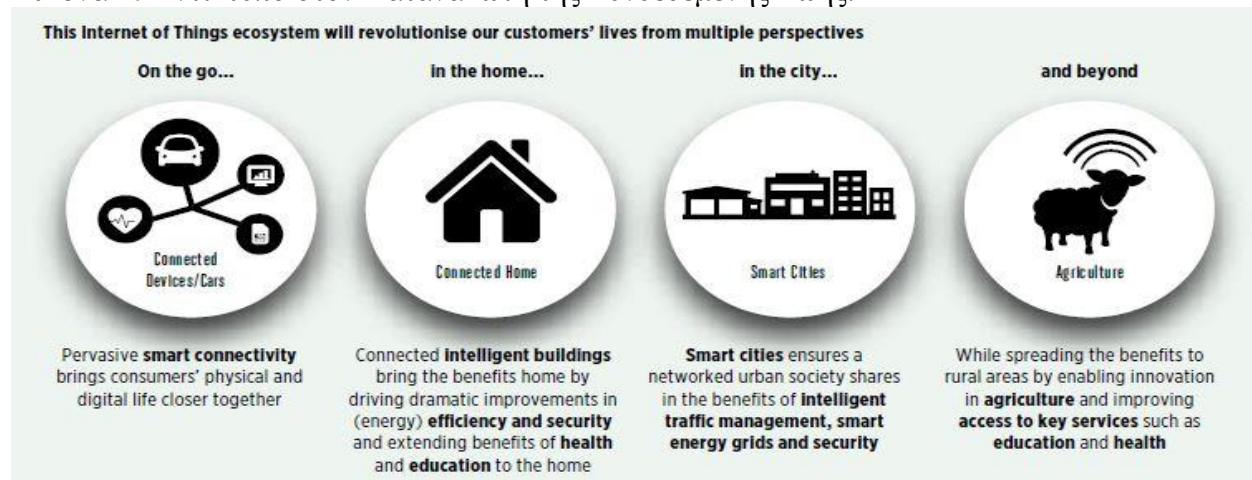 This Internet of Things ecosystem will revolutionise our customers' lives from multiple perspectives
On the go...
in the home...
in the city...
and beyond
Connected
Devices/Cars
Connected Home
Smart Cities
Agriculture
Pervasive smart connectivity
brings consumers' physical and
digital life closer together
Connected intelligent buildings
bring the benefits home by
driving dramatic improvements in
(energy) efficiency and security
and extending benefits of health
and education to the home
Smart cities ensures a
networked urban society shares
in the benefits of intelligent
traffic management, smart
energy grids and security
While spreading the benefits to
rural areas by enabling innovation
in agriculture and improving
access to key services such as
education and health